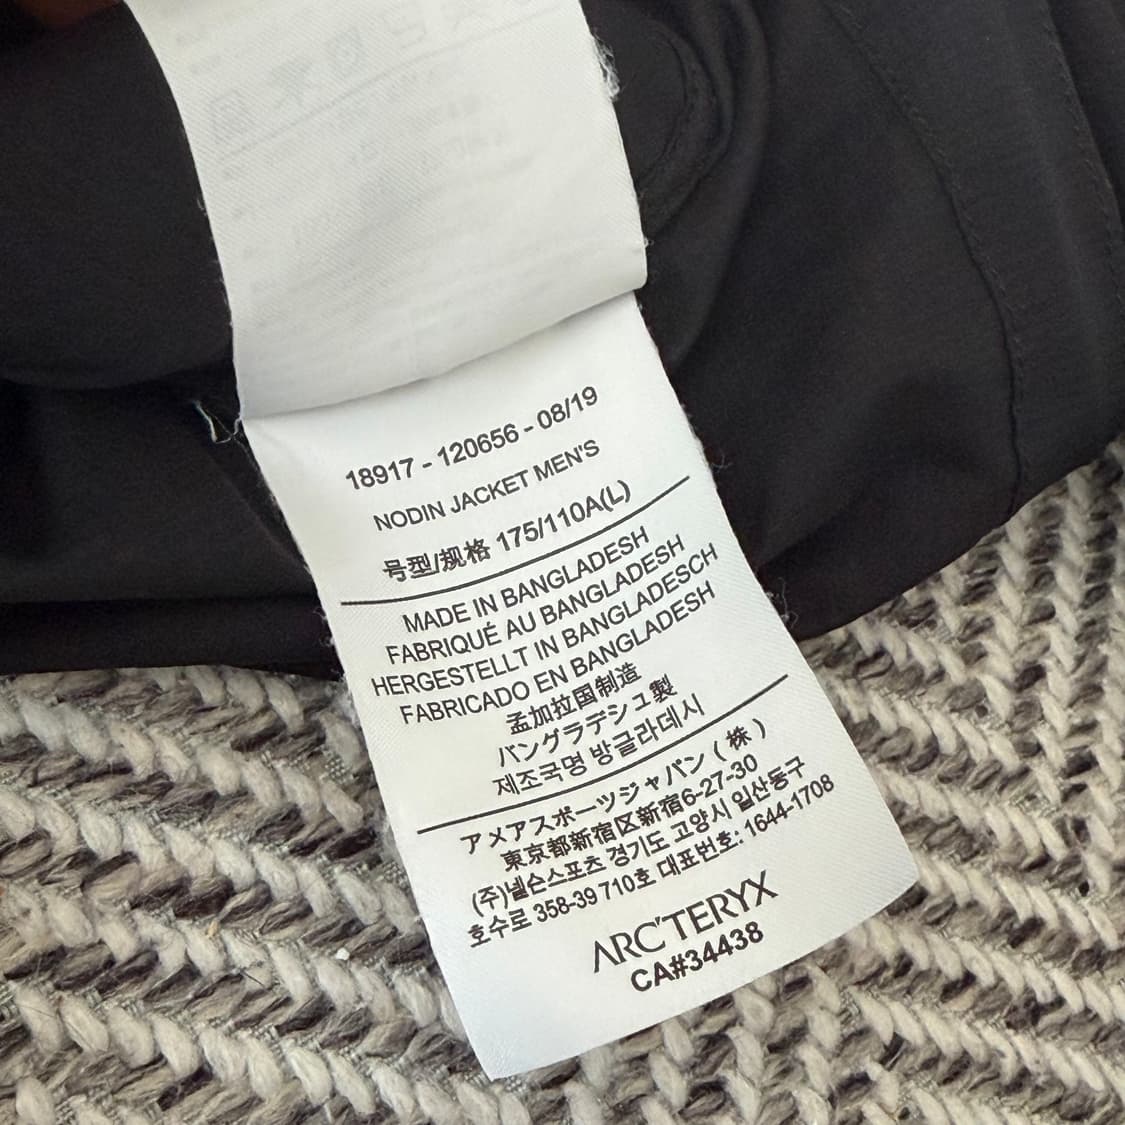 18917 - 120656 - 08/19
NODIN JACKET MEN'S
号型/规格 175/110A(L)
MADE IN BANGLADESH
FABRIQUÉ AU BANGLADESH
HERGESTELLT IN BANGLADESCH
FABRICADO EN BANGLADESH
孟加拉国制造
バングラデシュ製
제조국명 방글라데시
アメアスポーツジャパン(株)
東京都新宿区新宿6-27-30
(주)넬슨스포츠 경기도 고양시 일산동구
호수로 358-39 710호 대표번호: 1644-1708
ARC'TERYX
CA#34438